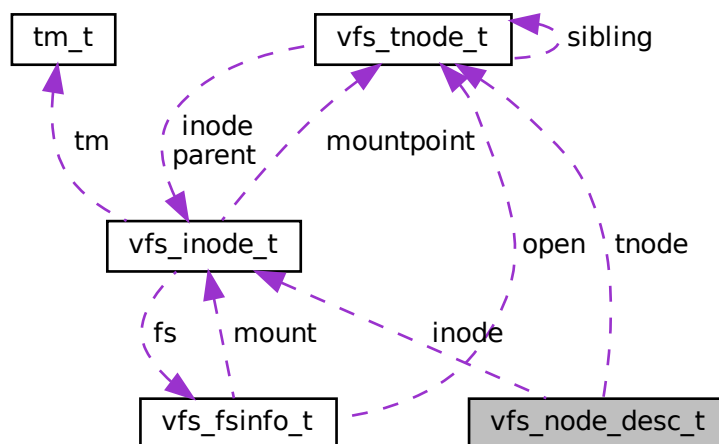 tm_t
vfs_tnode_t
sibling
tm
inode
parent
mountpoint
vfs_inode_t
open
tnode
fs
mount
inode
vfs_fsinfo_t
vfs_node_desc_t